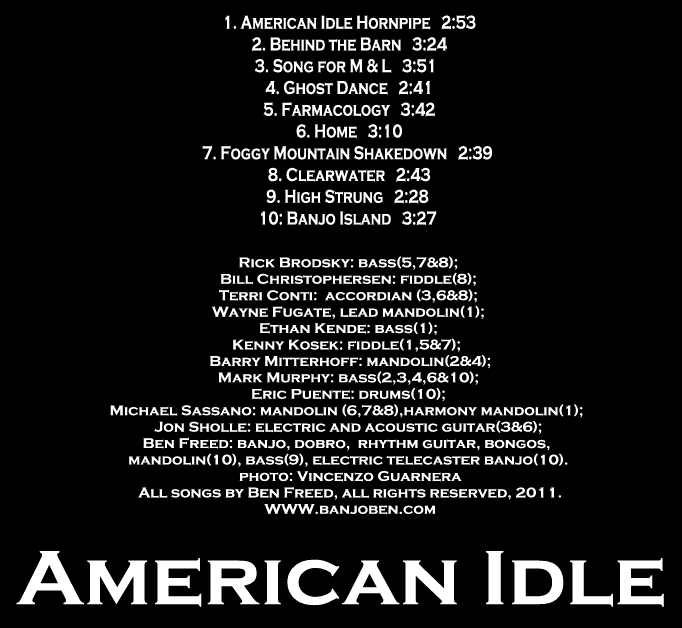 1. American Idle Hornpipe 2:53
2. Behind the Barn 3:24
3. Song for M & L 3:51
4. Ghost Dance 2:41
5. Farmacology 3:42
6. Home 3:10
7. Foggy Mountain Shakedown 2:39
8. Clearwater 2:43
9. High Strung 2:28
10: Banjo Island 3:27
Rick Brodsky: bass(5,7&8);
Bill Christophersen: fiddle(8);
Terri Conti: accordian (3,6&8);
Wayne Fugate, lead mandolin(1);
Ethan Kende: bass(1);
Kenny Kosek: fiddle(1,5&7);
Barry Mitterhoff: mandolin(2&4);
Mark Murphy: bass(2,3,4,6&10);
Eric Puente: drums(10);
Michael Sassano: mandolin (6,7&8),harmony mandolin(1);
Jon Sholle: electric and acoustic guitar(3&6);
Ben Freed: banjo, dobro, rhythm guitar, bongos,
mandolin(10), bass(9), electric telecaster banjo(10).
photo: Vincenzo Guarnera
All songs by Ben Freed, all rights reserved, 2011.
WWW.banjoben.com
American Idle